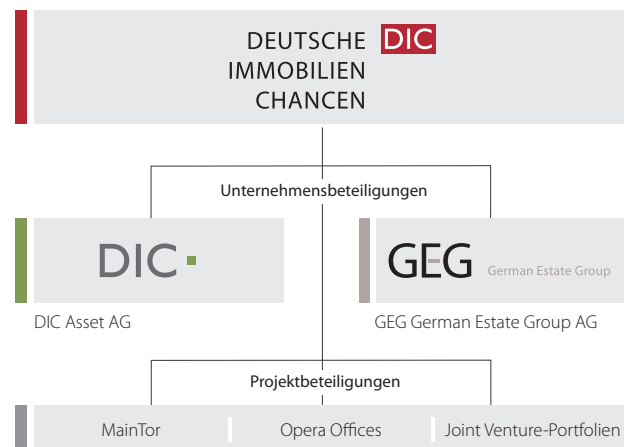 DEUTSCHE DIC
IMMOBILIEN
CHANCEN
Unternehmensbeteiligungen
DIC
GEG German Estate Group
DIC Asset AG
GEG German Estate Group AG
Projektbeteiligungen
MainTor
Opera Offices
Joint Venture-Portfolien